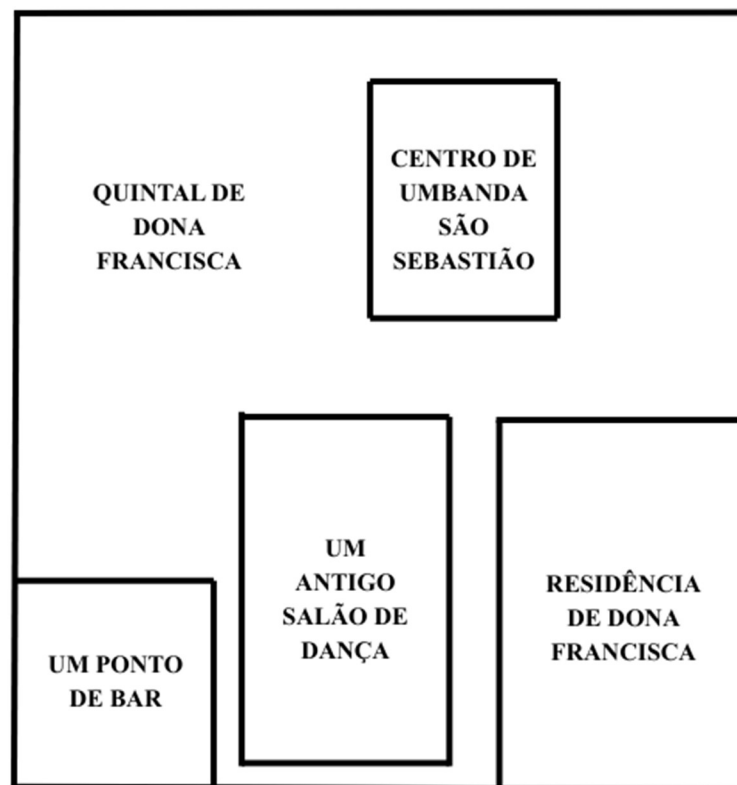 CENTRO DE
UMBANDA
SÃO
SEBASTIÃO
QUINTAL DE
DONA
FRANCISCA
UM
ANTIGO
SALÃO DE
DANÇA
RESIDÊNCIA
DE DONA
FRANCISCA
UM PONTO
DE BAR